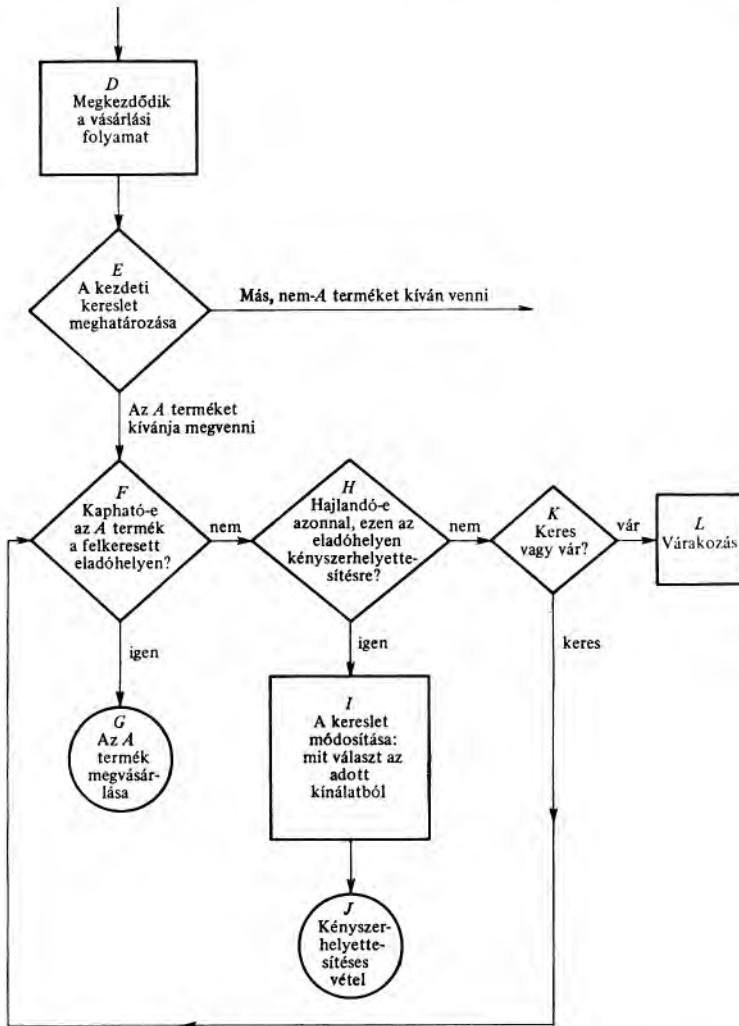 D
Megkezdődik
a vásárlási
folyamat
E
A kezdeti
kereslet
meghatározása
Más, nem-A terméket kíván venni
Az A terméket
kívánja megvenni
F
Kapható-e
az A termék
a felkeresett
eladóhelyen?
nem
H
Hajlandó-e
azonnal, ezen az
eladóhelyen
kényszerhelyette-
sítésre?
nem
K
Keres
vagy vár?
vár
L
Várakozás
igen
igen
keres
G
Az A
termék
megvásár-
lása
I
A kereslet
módosítása:
mit választ az
adott
kínálatból
J
Kényszer-
helyette-
sítéses
vétel